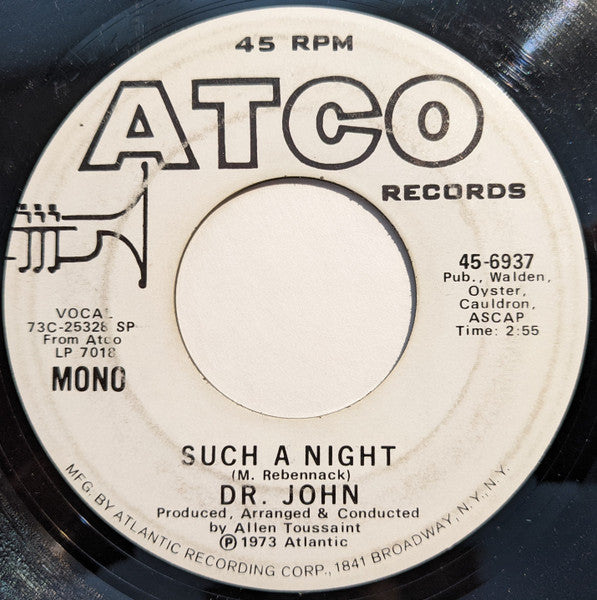 45 RPM
ATCO
RECORDS
45-6937
Pub., Walden,
Oyster,
Cauldron,
ASCAP
Time: 2:55
VOCAL
73C-25328 SP
From Atco
LP 7018
MONO
SUCH A NIGHT
(M. Rebennack)
DR. JOHN
Produced, Arranged & Conducted
by Allen Toussaint
Ⓟ 1973 Atlantic
MFG. BY ATLANTIC RECORDING CORP., 1841 BROADWAY, N.Y., N.Y.